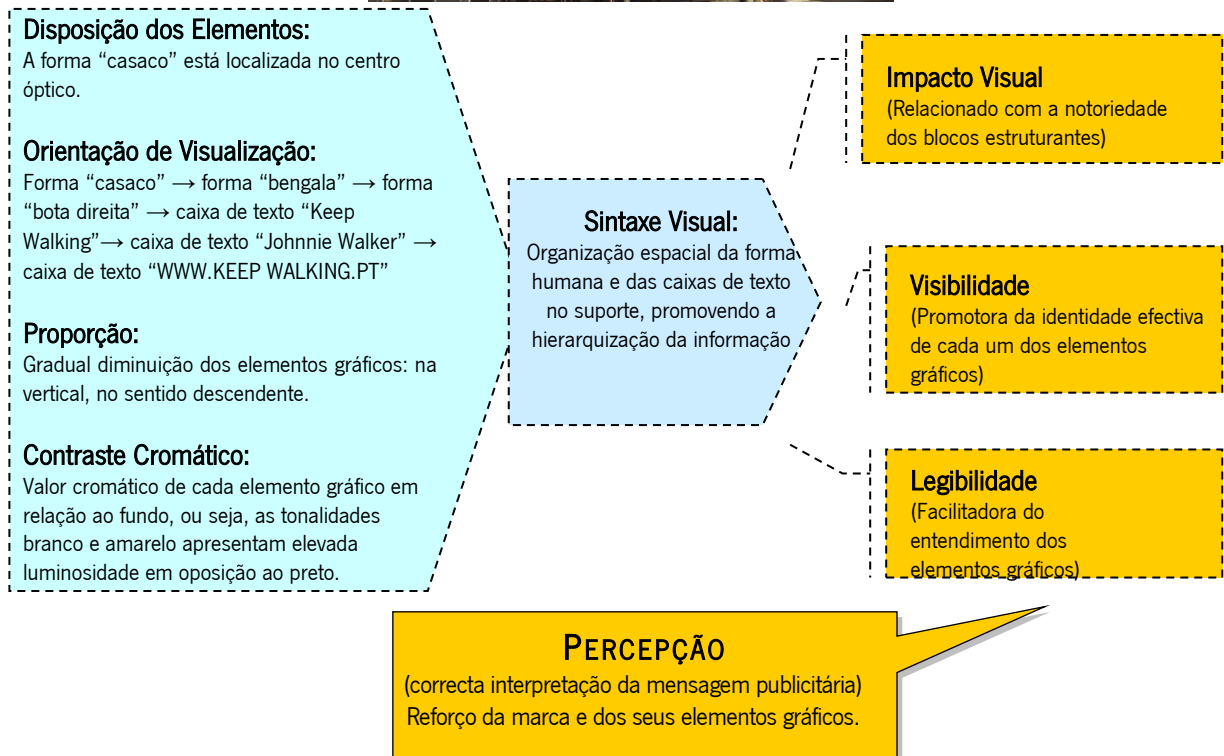 Disposição dos Elementos:
A forma “casaco” está localizada no centro
óptico.
Orientação de Visualização:
Forma “casaco” → forma “bengala” → forma
“bota direita” → caixa de texto “Keep
Walking”→ caixa de texto “Johnnie Walker” →
caixa de texto “WWW.KEEP WALKING.PT”
Proporção:
Gradual diminuição dos elementos gráficos: na
vertical, no sentido descendente.
Contraste Cromático:
Valor cromático de cada elemento gráfico em
relação ao fundo, ou seja, as tonalidades
branco e amarelo apresentam elevada
luminosidade em oposição ao preto.
Sintaxe Visual:
Organização espacial da forma
humana e das caixas de texto
no suporte, promovendo a
hierarquização da informação
Impacto Visual
(Relacionado com a notoriedade
dos blocos estruturantes)
Visibilidade
(Promotora da identidade efectiva
de cada um dos elementos
gráficos)
Legibilidade
(Facilitadora do
entendimento dos
elementos gráficos)
PERCEPÇÃO
(correcta interpretação da mensagem publicitária)
Reforço da marca e dos seus elementos gráficos.